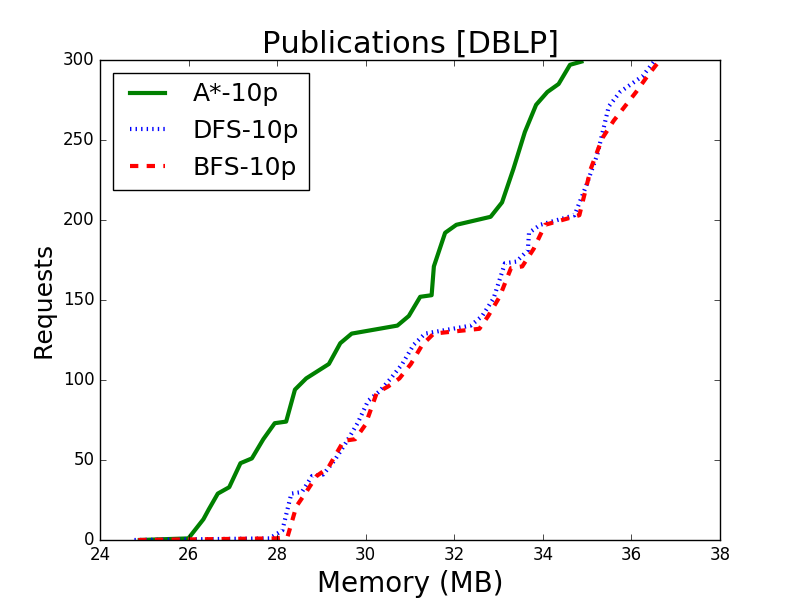 Publications [DBLP]
A*-10p
DFS-10p
BFS-10p
300
250
200
150
100
50
0
Requests
24 26 28 30 32 34 36 38
Memory (MB)